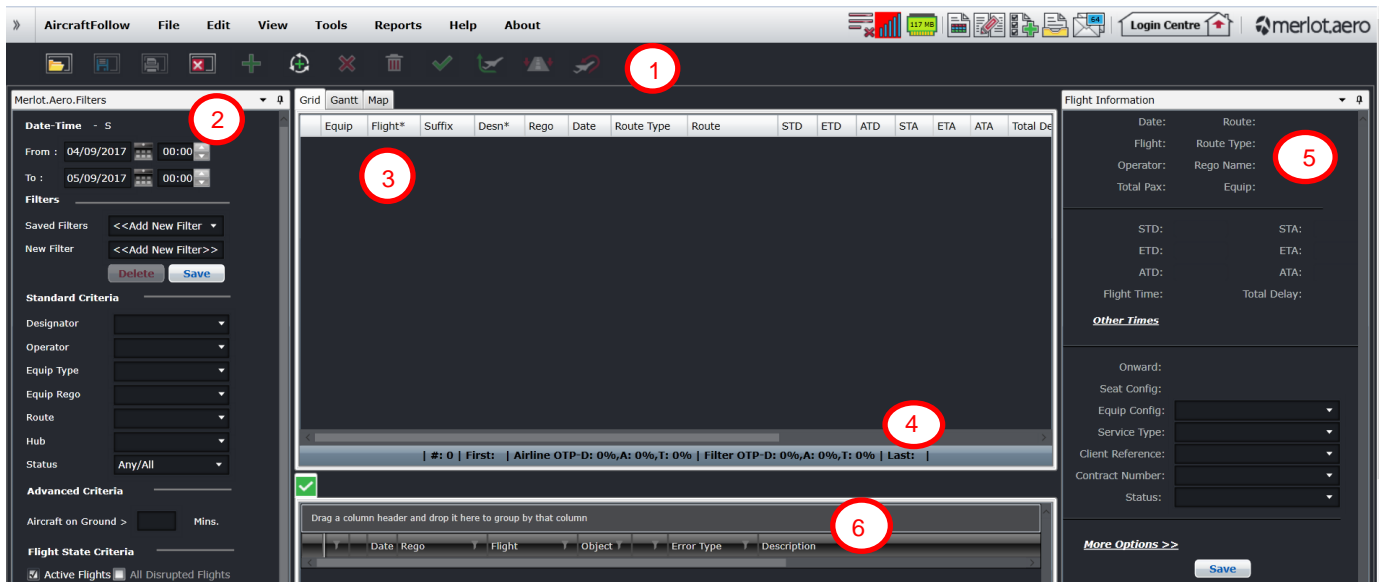 » AircraftFollow File Edit View Tools Reports Help About 117 MB 64 Login Centre merlot.aero
1
Merlot.Aero.Filters
2
Date-Time - S
From : 04/09/2017 00:00
To : 05/09/2017 00:00
Filters
Saved Filters <<Add New Filter
New Filter <<Add New Filter>>
Delete Save
Standard Criteria
Designator
Operator
Equip Type
Equip Rego
Route
Hub
Status Any/All
Advanced Criteria
Aircraft on Ground > Mins.
Flight State Criteria
Active Flights All Disrupted Flights
Grid Gantt Map
Equip Flight* Suffix Desn* Rego Date Route Type Route STD ETD ATD STA ETA ATA Total De
3
4
| #: 0 | First: | Airline OTP-D: 0%,A: 0%,T: 0% | Filter OTP-D: 0%,A: 0%,T: 0% | Last: |
Drag a column header and drop it here to group by that column
6
Date Rego Flight Object Error Type Description
Flight Information
Date: Route:
Flight: Route Type:
5
Operator: Rego Name:
Total Pax: Equip:
STD: STA:
ETD: ETA:
ATD: ATA:
Flight Time: Total Delay:
Other Times
Onward:
Seat Config:
Equip Config:
Service Type:
Client Reference:
Contract Number:
Status:
More Options >>
Save